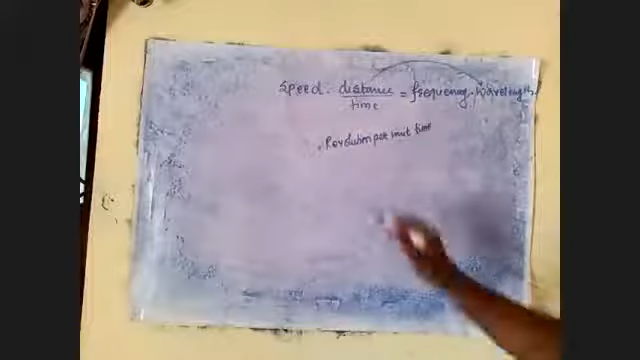 Speed . distance = frequency . wavelength
time
. Revolution per unit time